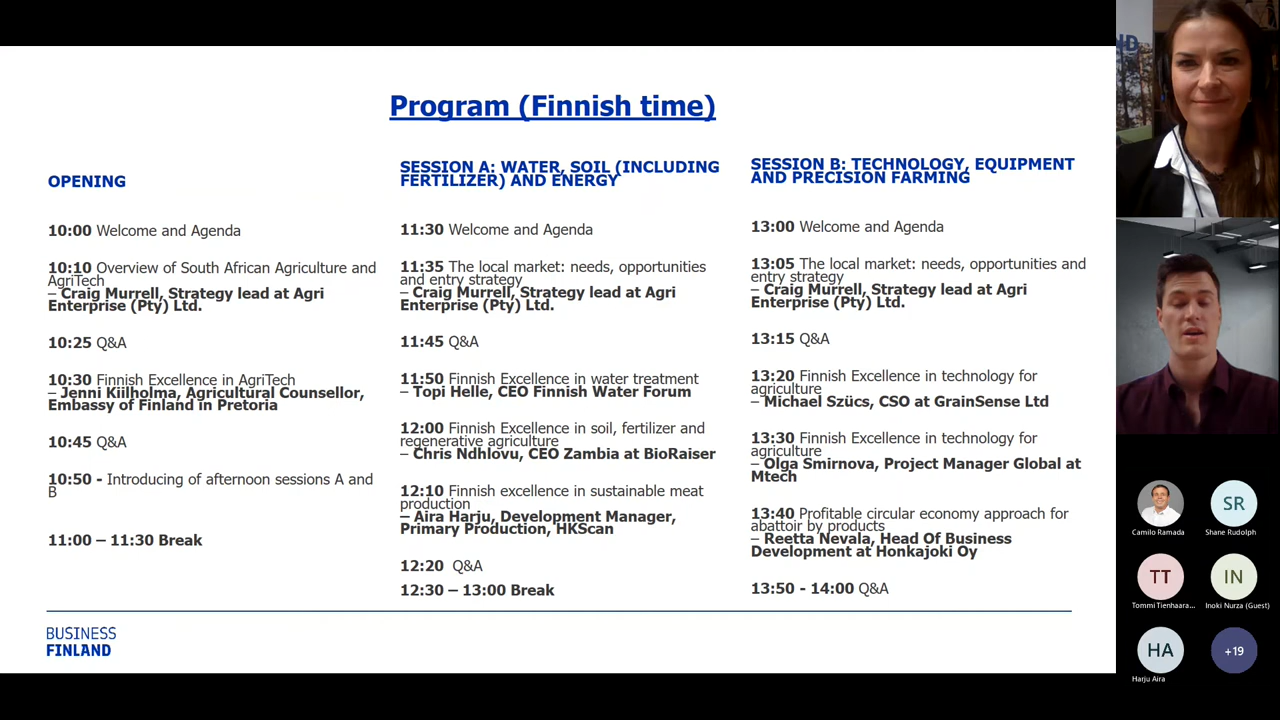 Program (Finnish time)
OPENING
10:00 Welcome and Agenda
10:10 Overview of South African Agriculture and
AgriTech
– Craig Murrell, Strategy lead at Agri
Enterprise (Pty) Ltd.
10:25 Q&A
10:30 Finnish Excellence in AgriTech
– Jenni Kiilholma, Agricultural Counsellor,
Embassy of Finland in Pretoria
10:45 Q&A
10:50 - Introducing of afternoon sessions A and
B
11:00 – 11:30 Break
SESSION A: WATER, SOIL (INCLUDING
FERTILIZER) AND ENERGY
11:30 Welcome and Agenda
11:35 The local market: needs, opportunities
and entry strategy
– Craig Murrell, Strategy lead at Agri
Enterprise (Pty) Ltd.
11:45 Q&A
11:50 Finnish Excellence in water treatment
– Topi Helle, CEO Finnish Water Forum
12:00 Finnish Excellence in soil, fertilizer and
regenerative agriculture
– Chris Ndhlovu, CEO Zambia at BioRaiser
12:10 Finnish excellence in sustainable meat
production
– Aira Harju, Development Manager,
Primary Production, HKScan
12:20 Q&A
12:30 – 13:00 Break
SESSION B: TECHNOLOGY, EQUIPMENT
AND PRECISION FARMING
13:00 Welcome and Agenda
13:05 The local market: needs, opportunities and
entry strategy
– Craig Murrell, Strategy lead at Agri
Enterprise (Pty) Ltd.
13:15 Q&A
13:20 Finnish Excellence in technology for
agriculture
– Michael Szücs, CSO at GrainSense Ltd
13:30 Finnish Excellence in technology for
agriculture
– Olga Smirnova, Project Manager Global at
Mtech
13:40 Profitable circular economy approach for
abattoir by products
– Reetta Nevala, Head Of Business
Development at Honkajoki Oy
13:50 - 14:00 Q&A
BUSINESS
FINLAND
ND
SR
Camilo Ramada
Shane Rudolph
TT
IN
Tommi Tienhaara...
Inoki Nurza (Guest)
HA
+19
Harju Aira